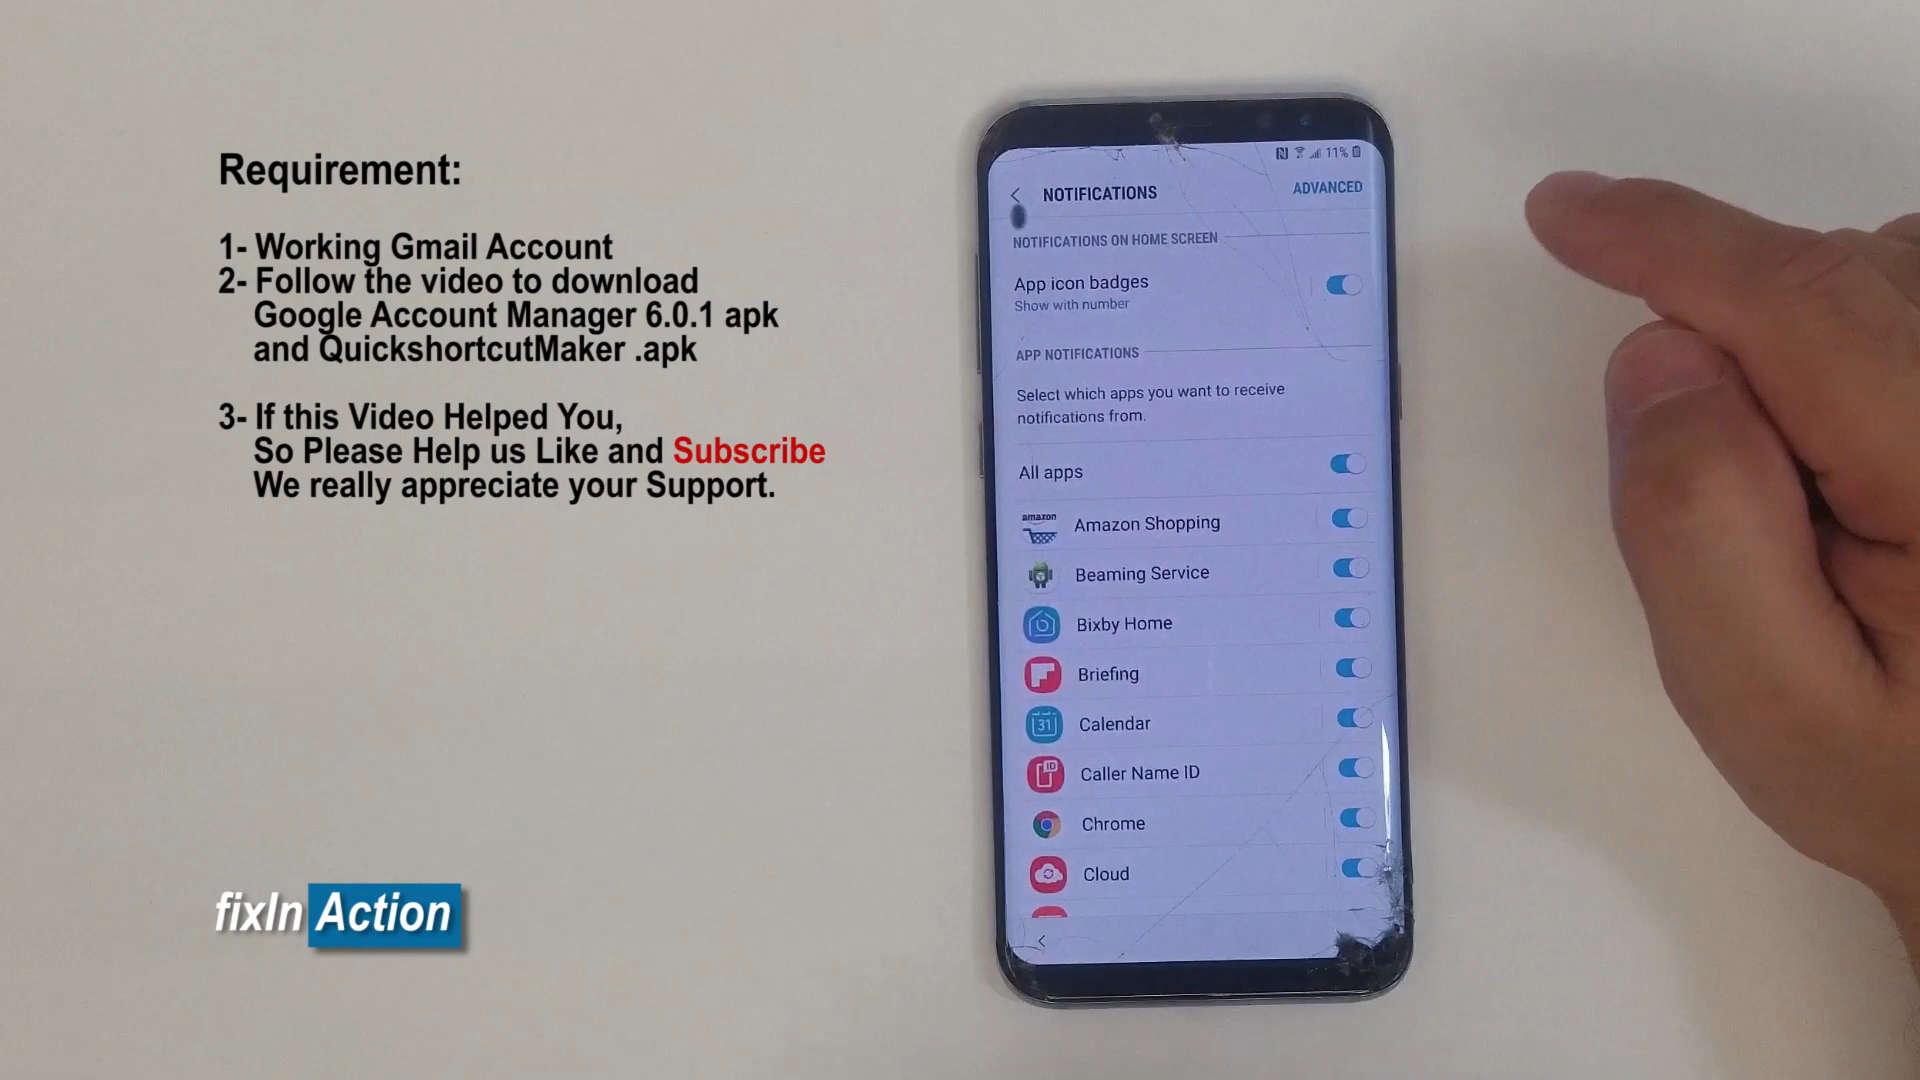 Requirement:
1- Working Gmail Account
2- Follow the video to download
Google Account Manager 6.0.1 apk
and QuickshortcutMaker .apk
3- If this Video Helped You,
So Please Help us Like and Subscribe
We really appreciate your Support.
fixIn Action
11%
NOTIFICATIONS
ADVANCED
NOTIFICATIONS ON HOME SCREEN
App icon badges
Show with number
APP NOTIFICATIONS
Select which apps you want to receive
notifications from.
All apps
amazon
Amazon Shopping
Beaming Service
Bixby Home
Briefing
31
Calendar
ID
Caller Name ID
Chrome
Cloud